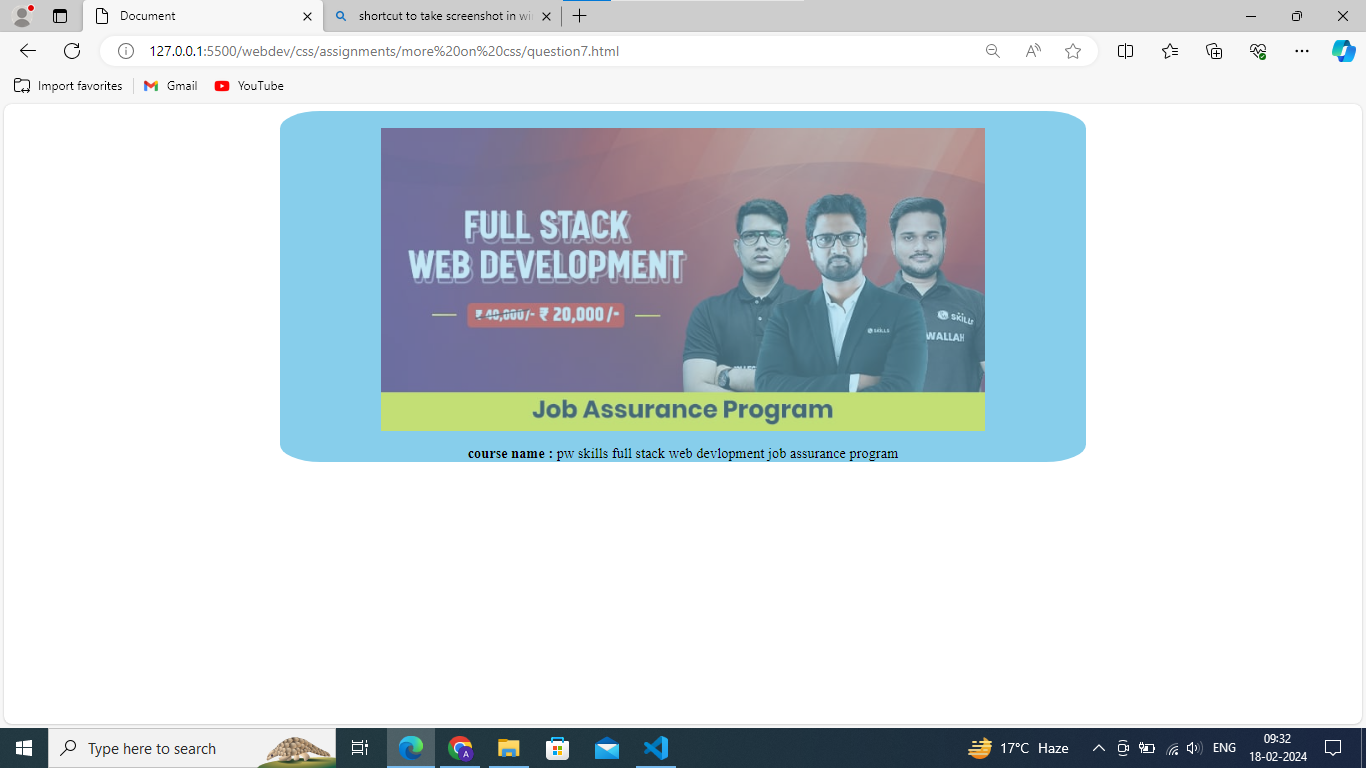 Document
shortcut to take screenshot in win
127.0.0.1:5500/webdev/css/assignments/more%20on%20css/question7.html
Import favorites
Gmail
YouTube
FULL STACK
WEB DEVELOPMENT
₹ 40,000/- ₹ 20,000/-
SKILLS
SKILLS
WALLAH
Job Assurance Program
course name : pw skills full stack web devlopment job assurance program
Type here to search
A
17°C Haze
ENG
09:32
18-02-2024